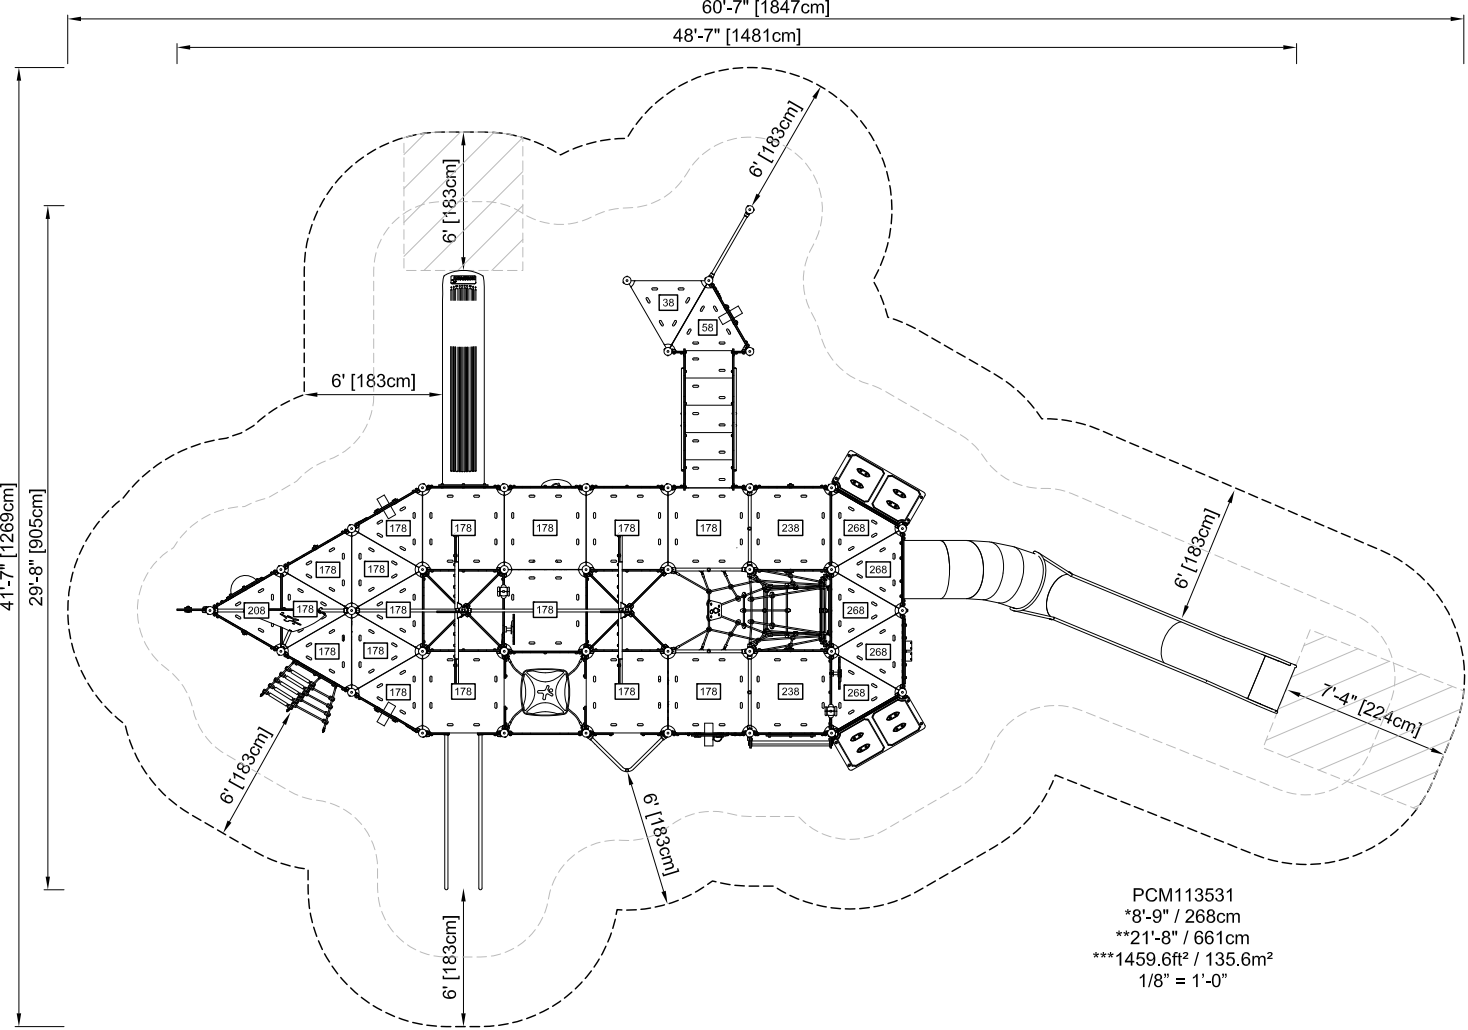 60'-7" [1847cm]
48'-7" [1481cm]
41'-7" [1269cm]
29'-8" [905cm]
6' [183cm]
6' [183cm]
6' [183cm]
38
58
6' [183cm]
178
178
178
178
178
238
268
178
178
268
208
178
178
178
268
178
178
268
178
178
178
178
238
268
7'-4" [224cm]
6' [183cm]
6' [183cm]
6' [183cm]
PCM113531
*8'-9" / 268cm
**21'-8" / 661cm
***1459.6ft² / 135.6m²
1/8” = 1’-0”